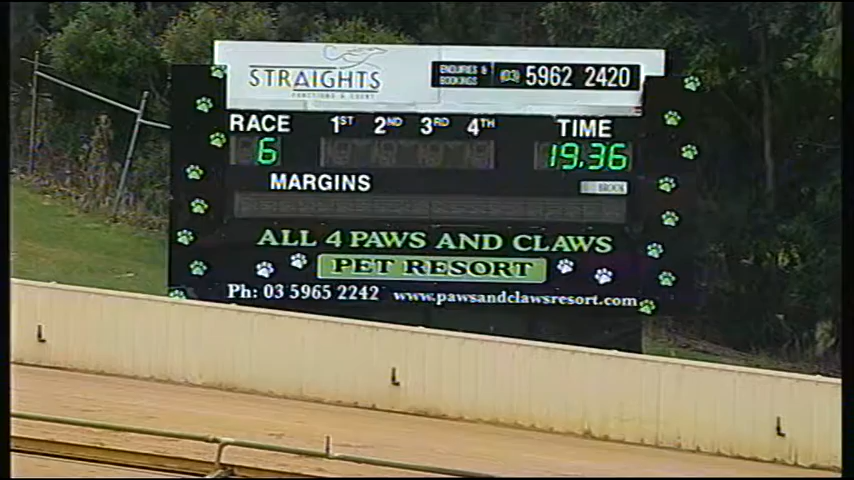 STRAIGHTS
FUNCTIONS & EVENT
ENQUIRIES & BOOKINGS (03) 5962 2420
RACE 1ST 2ND 3RD 4TH TIME
6 19.36
MARGINS
ALL 4 PAWS AND CLAWS
PET RESORT
Ph: 03 5965 2242 www.pawsandclawsresort.com